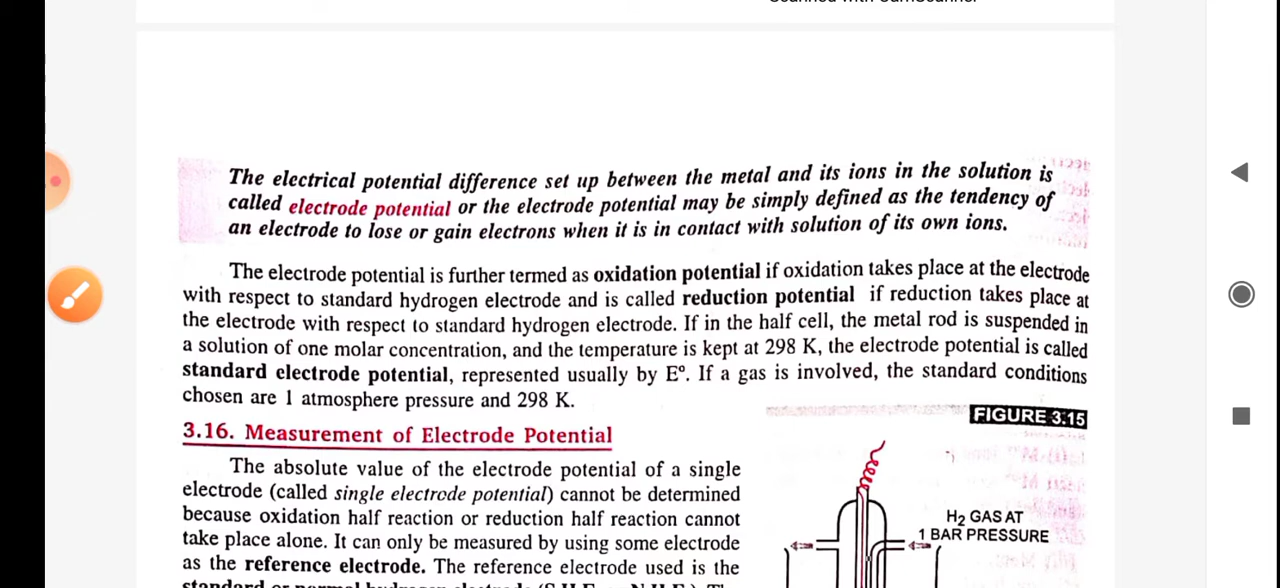 The electrical potential difference set up between the metal and its ions in the solution is
called electrode potential or the electrode potential may be simply defined as the tendency of
an electrode to lose or gain electrons when it is in contact with solution of its own ions.
The electrode potential is further termed as oxidation potential if oxidation takes place at the electrode
with respect to standard hydrogen electrode and is called reduction potential if reduction takes place at
the electrode with respect to standard hydrogen electrode. If in the half cell, the metal rod is suspended in
a solution of one molar concentration, and the temperature is kept at 298 K, the electrode potential is called
standard electrode potential, represented usually by Eº. If a gas is involved, the standard conditions
chosen are 1 atmosphere pressure and 298 K.
3.16. Measurement of Electrode Potential
The absolute value of the electrode potential of a single
electrode (called single electrode potential) cannot be determined
because oxidation half reaction or reduction half reaction cannot
take place alone. It can only be measured by using some electrode
as the reference electrode. The reference electrode used is the
FIGURE 3.15
H₂ GAS AT
1 BAR PRESSURE